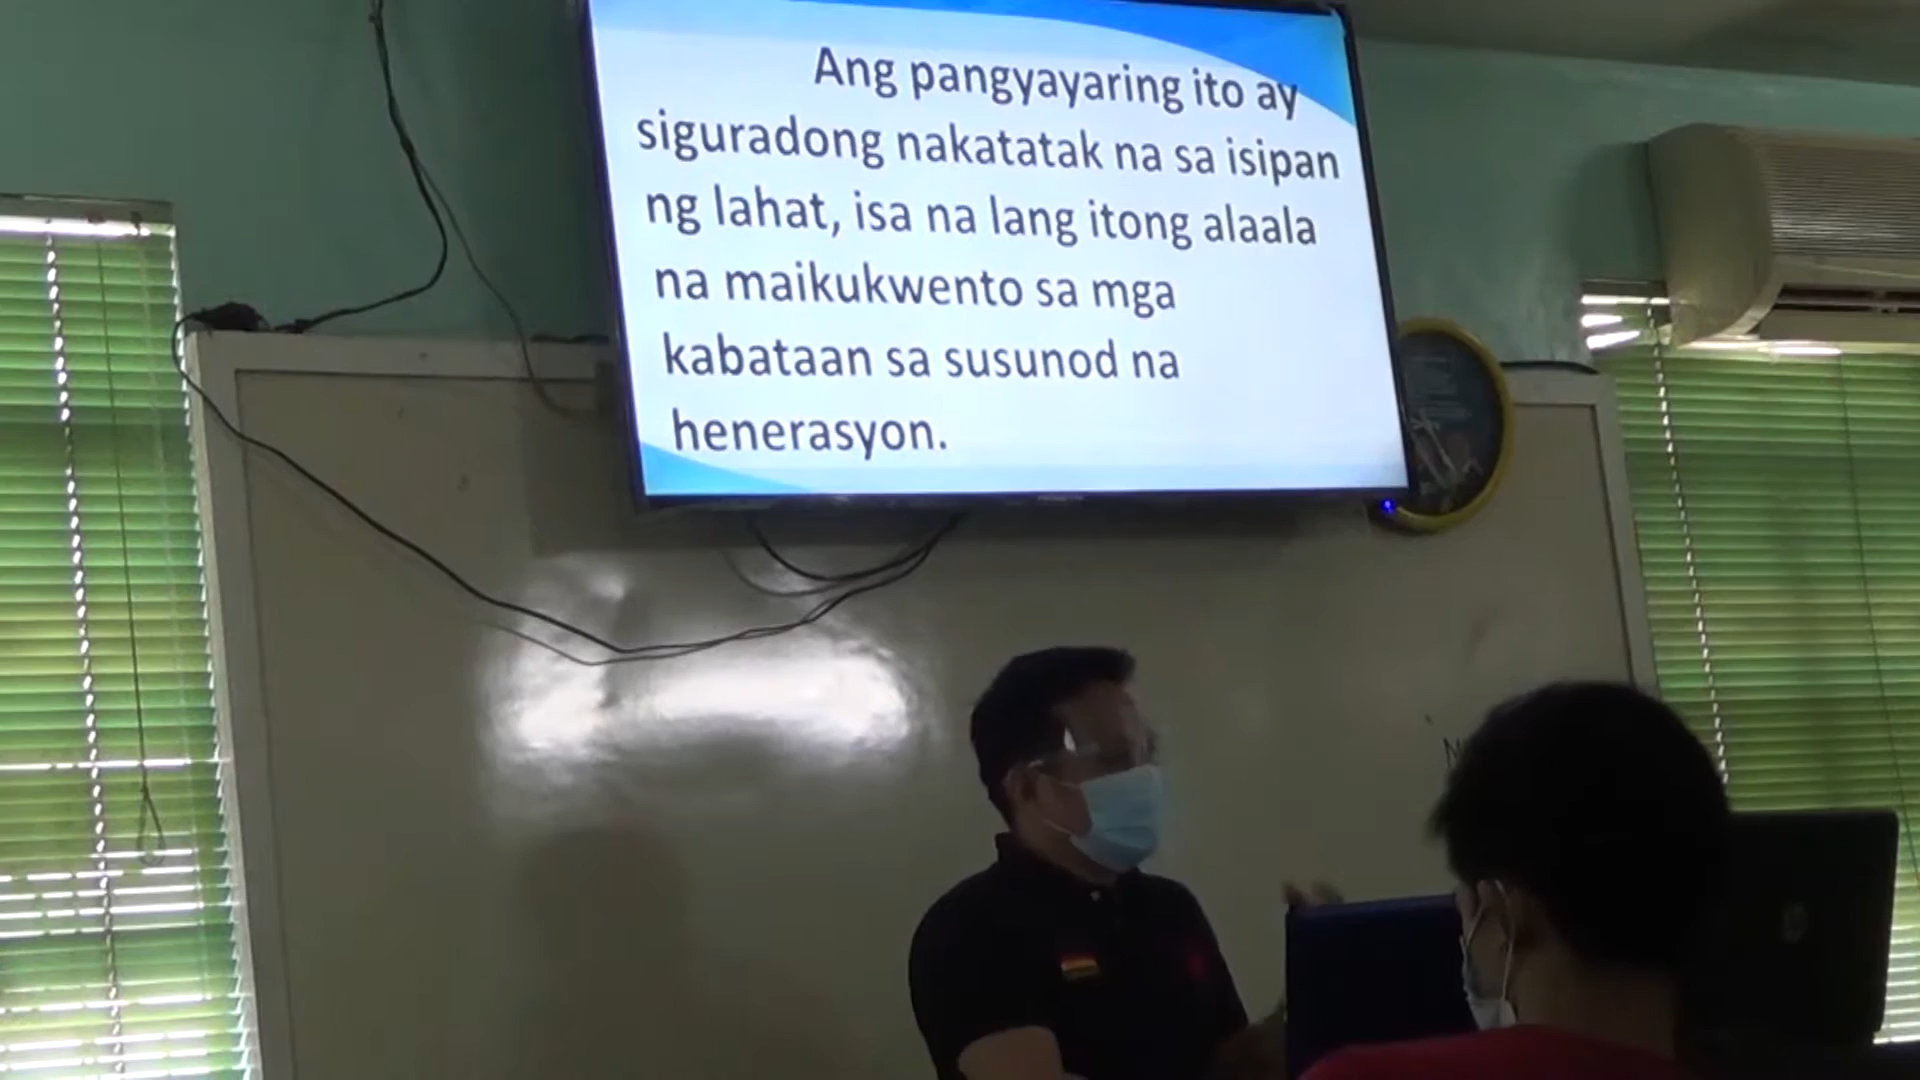 Ang pangyayaring ito ay
siguradong nakatatak na sa isipan
ng lahat, isa na lang itong alaala
na maikukwento sa mga
kabataan sa susunod na
henerasyon.